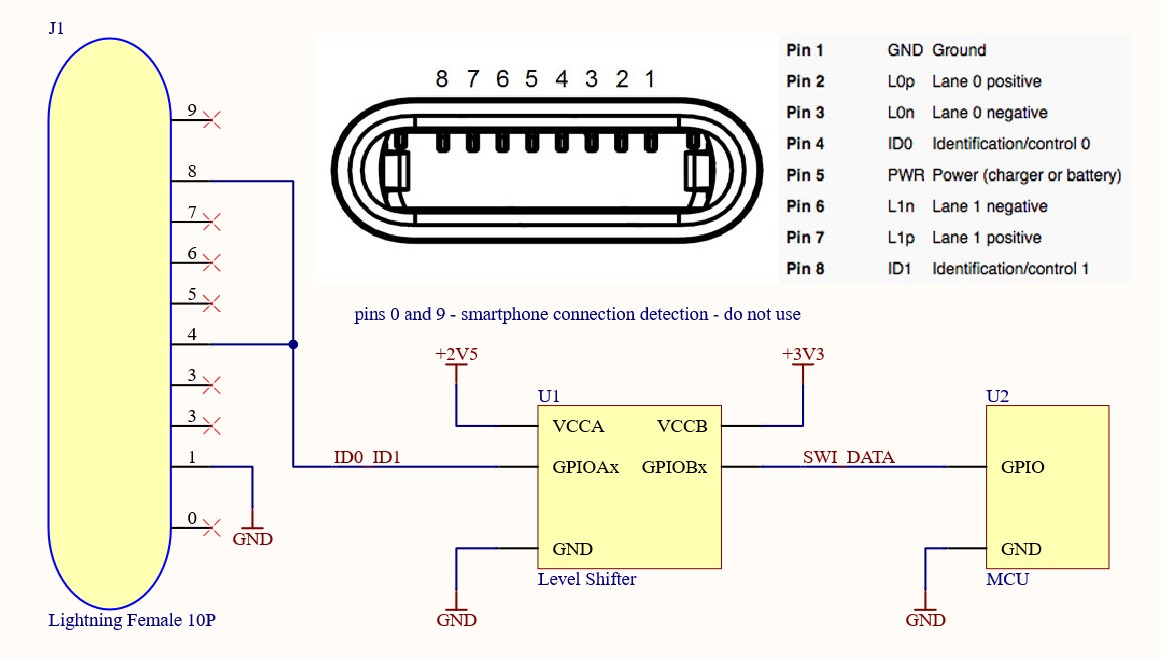 J1
9
8
7
6
5
4
3
3
1
0
GND
Lightning Female 10P
8 7 6 5 4 3 2 1
Pin 1 GND Ground
Pin 2 L0p Lane 0 positive
Pin 3 L0n Lane 0 negative
Pin 4 ID0 Identification/control 0
Pin 5 PWR Power (charger or battery)
Pin 6 L1n Lane 1 negative
Pin 7 L1p Lane 1 positive
Pin 8 ID1 Identification/control 1
pins 0 and 9 - smartphone connection detection - do not use
+2V5
+3V3
U1
VCCA VCCB
ID0_ID1
GPIOAx GPIOBx
GND
Level Shifter
GND
SWI_DATA
U2
GPIO
GND
MCU
GND